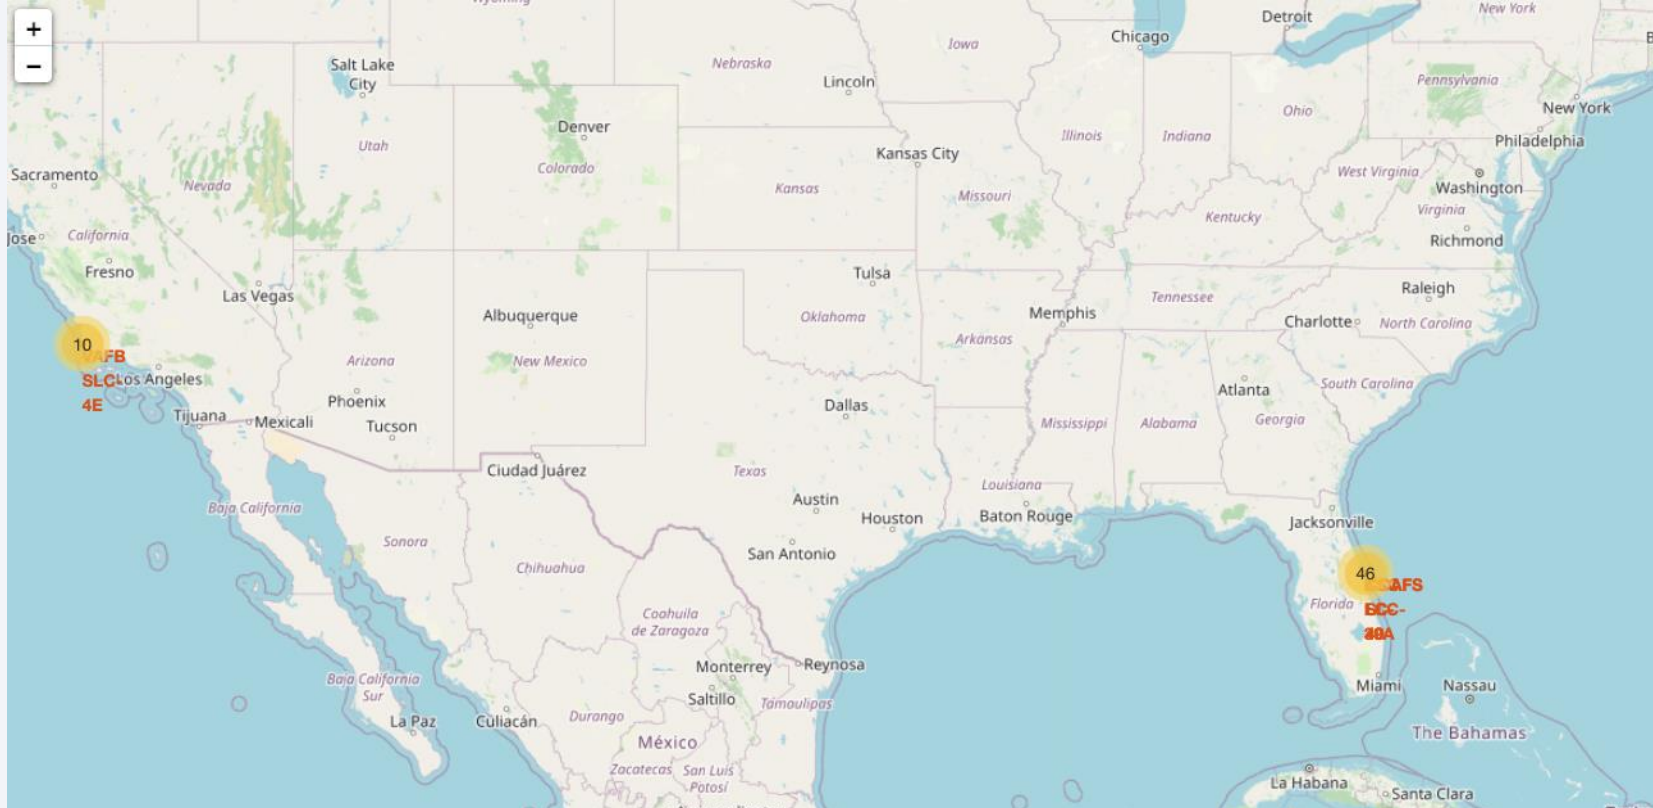 Wyoming
New York
+
Detroit
Chicago
Iowa
−
Salt Lake
City
Nebraska
Lincoln
Pennsylvania
New York
Ohio
Denver
Utah
Colorado
Kansas City
Illinois
Indiana
Philadelphia
Sacramento
Nevada
Kansas
Missouri
West Virginia
Washington
Virginia
Kentucky
Jose
California
Richmond
Fresno
Las Vegas
Tulsa
Raleigh
Tennessee
Albuquerque
Oklahoma
Memphis
Charlotte
North Carolina
10
VAFB
SLC-
4E
Los Angeles
Arizona
New Mexico
Arkansas
South Carolina
Atlanta
Phoenix
Dallas
Tijuana
Mexicali
Tucson
Mississippi
Alabama
Georgia
Ciudad Juárez
Texas
Louisiana
Austin
Baja California
Houston
Baton Rouge
Jacksonville
Sonora
San Antonio
Chihuahua
46
AFS
Florida
Coahuila
de Zaragoza
Monterrey
Reynosa
Baja California
Sur
Saltillo
Tamaulipas
Miami
Nassau
La Paz
Culiacán
Durango
México
The Bahamas
Zacatecas
San Luis
Potosí
La Habana
Santa Clara